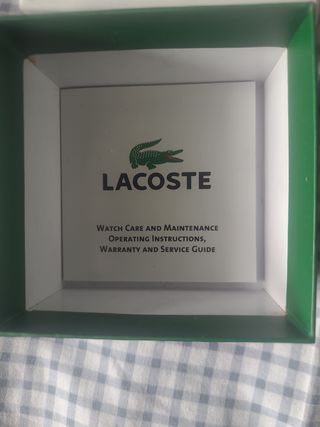 LACOSTE
Watch Care and Maintenance
Operating Instructions,
Warranty and Service Guide